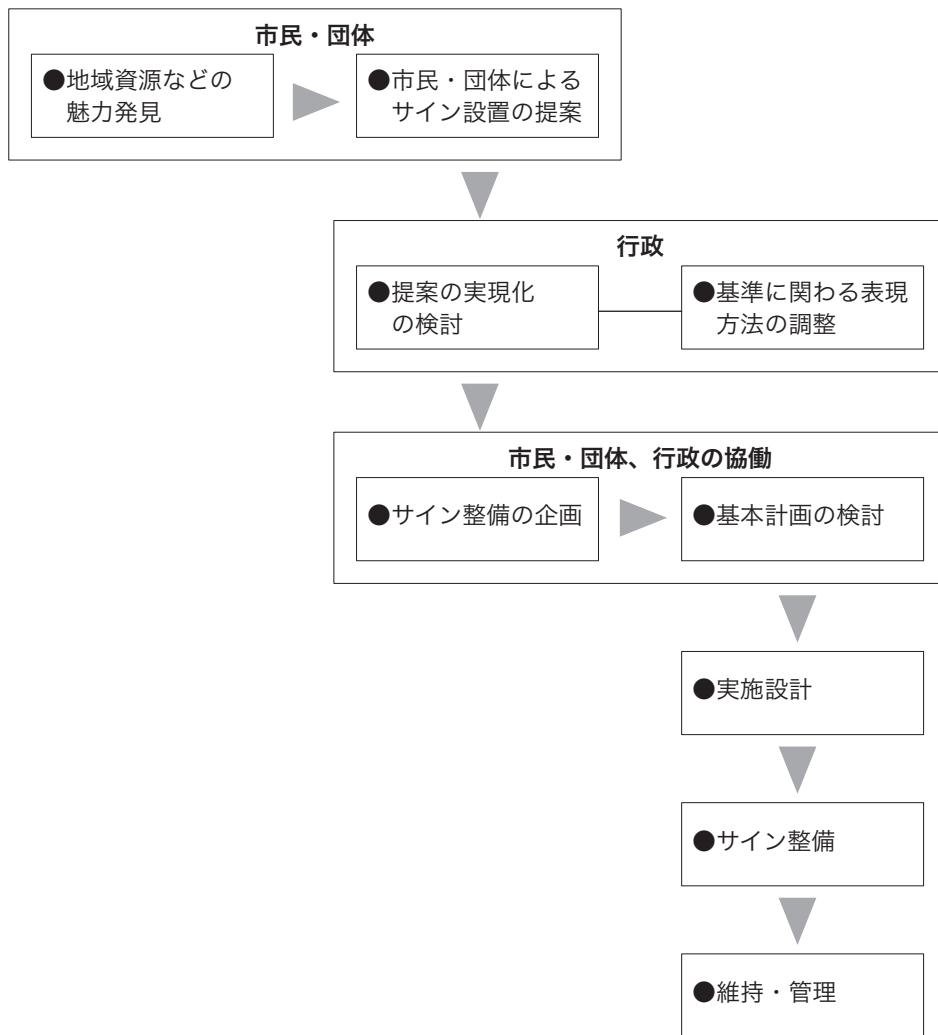 市民・団体
●地域資源などの
魅力発見
●市民・団体による
サイン設置の提案
行政
●提案の実現化
の検討
●基準に関わる表現
方法の調整
市民・団体、行政の協働
●サイン整備の企画
●基本計画の検討
●実施設計
●サイン整備
●維持・管理